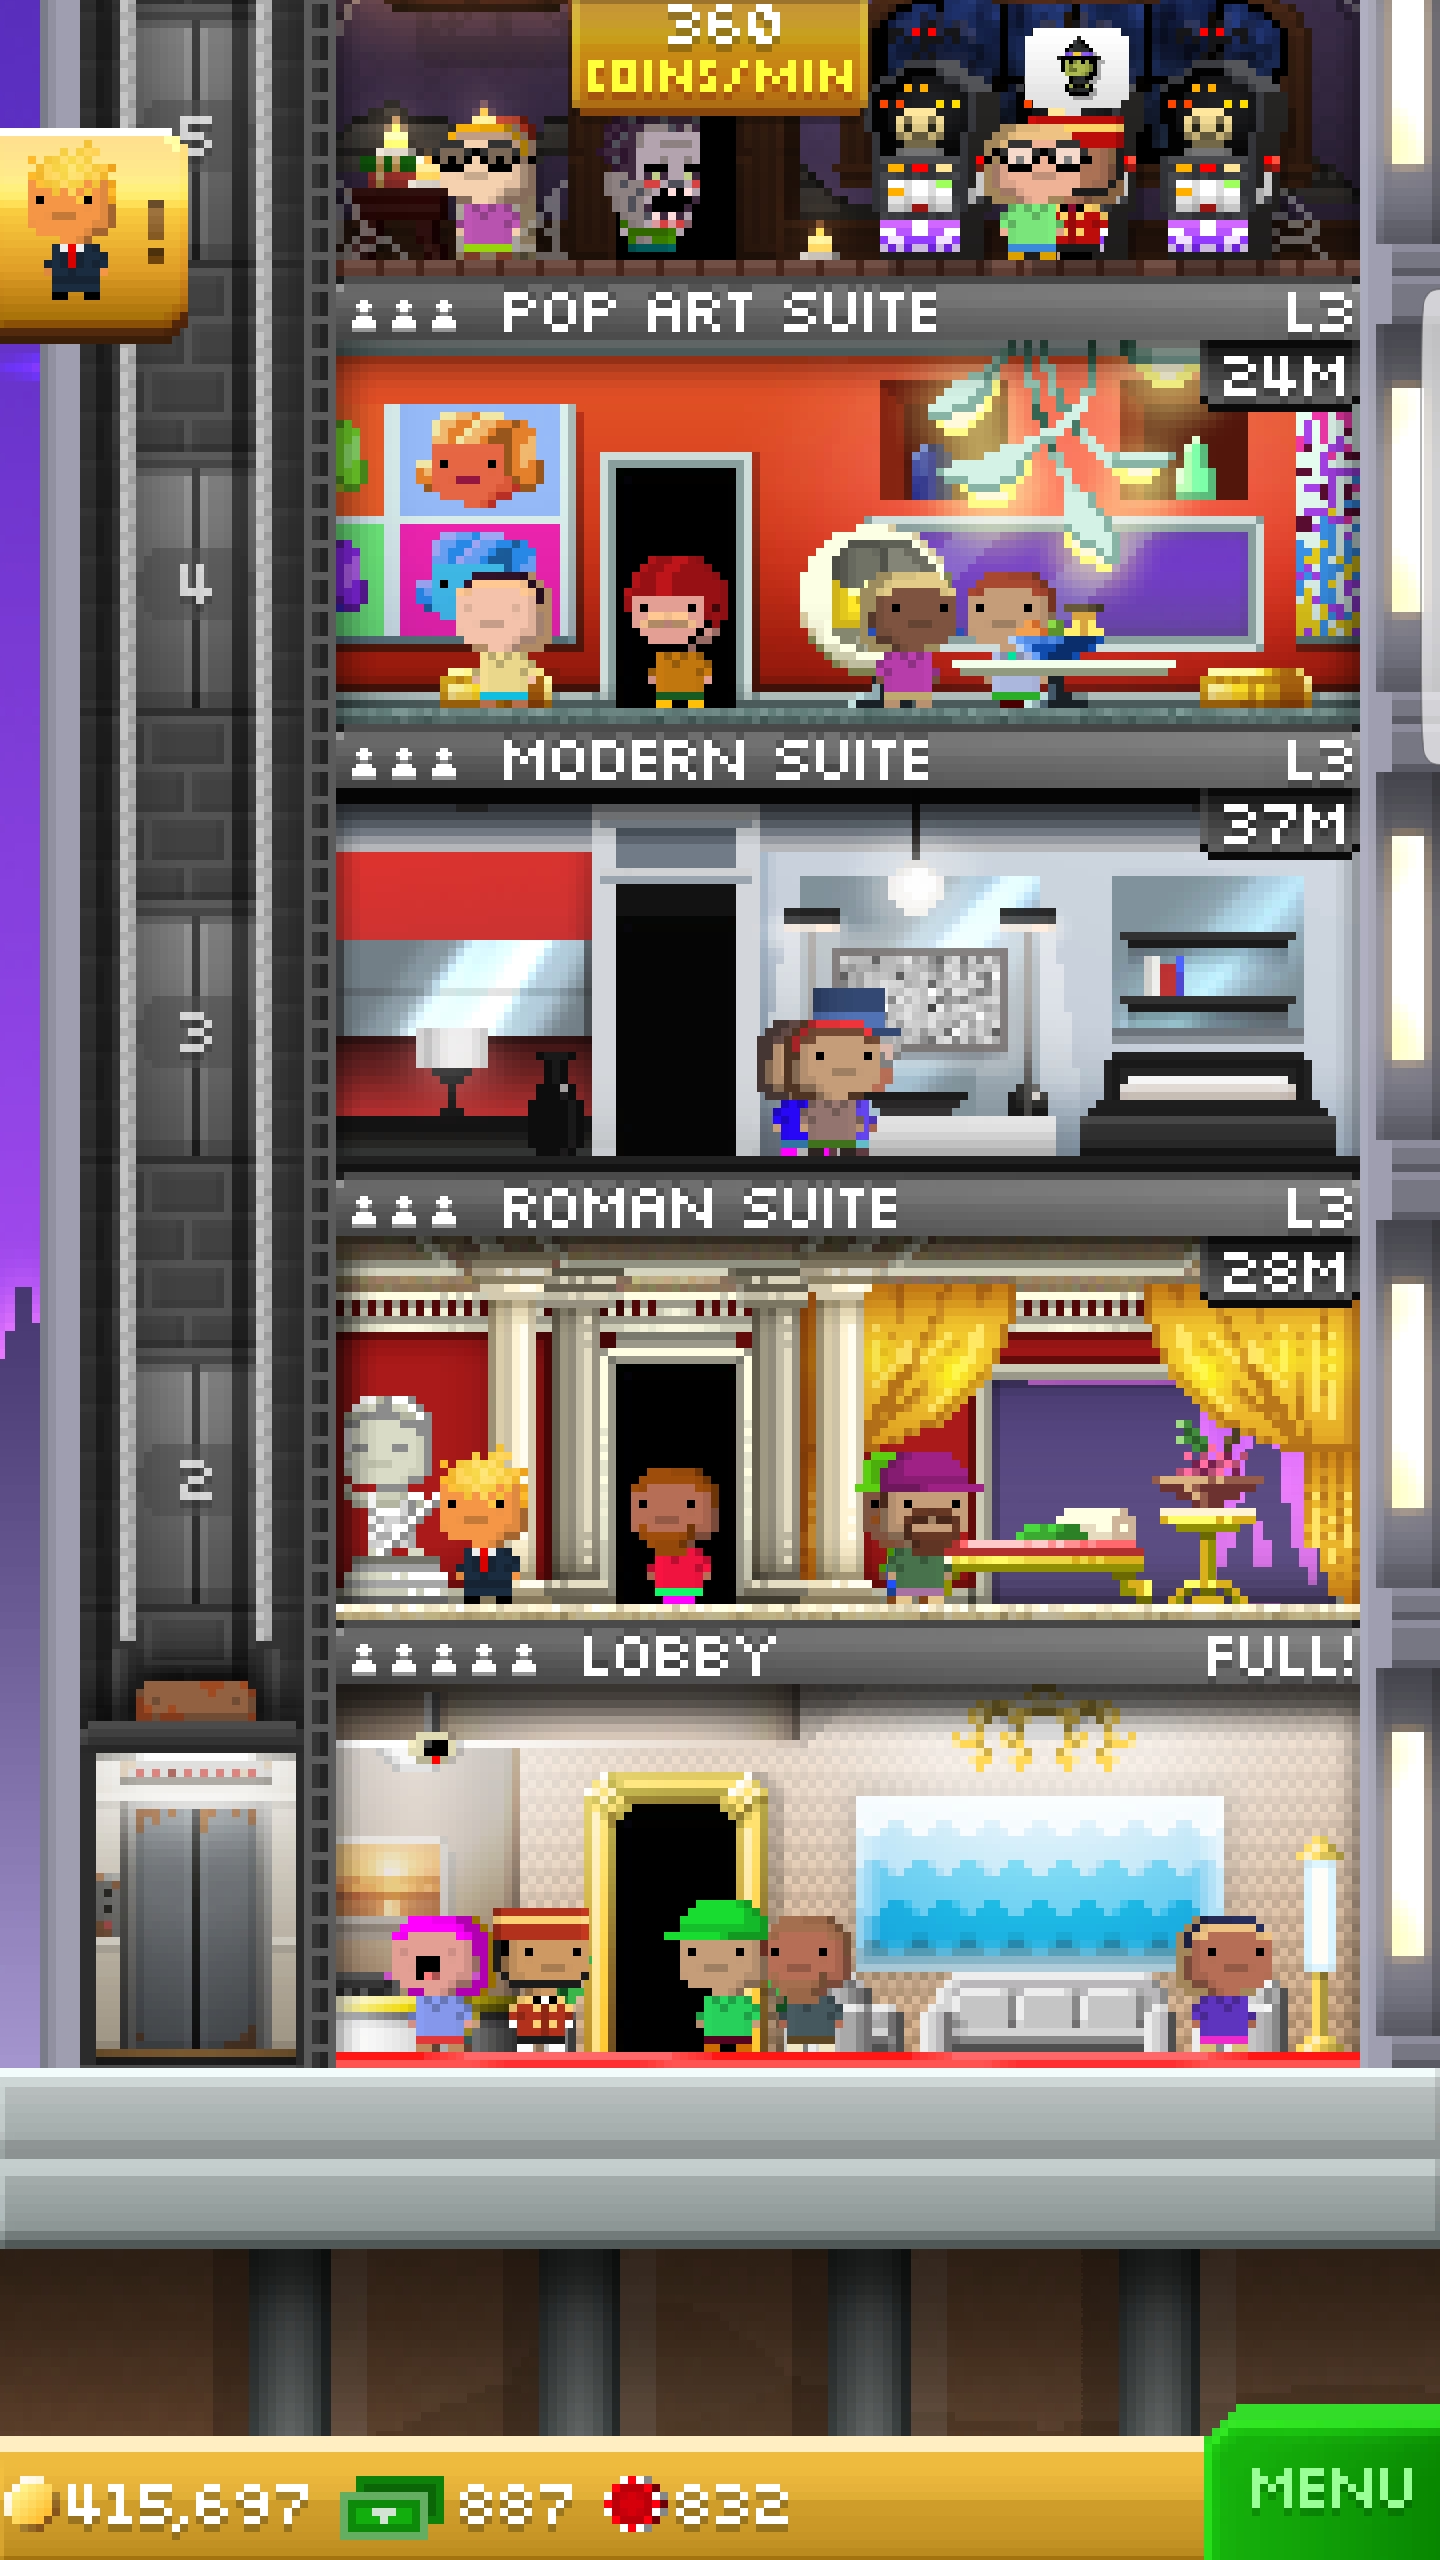 360
COINS/MIN
5
!
POP ART SUITE L3
24M
4
MODERN SUITE L3
37M
3
ROMAN SUITE L3
28M
2
LOBBY FULL!
415,697 887 832
MENU